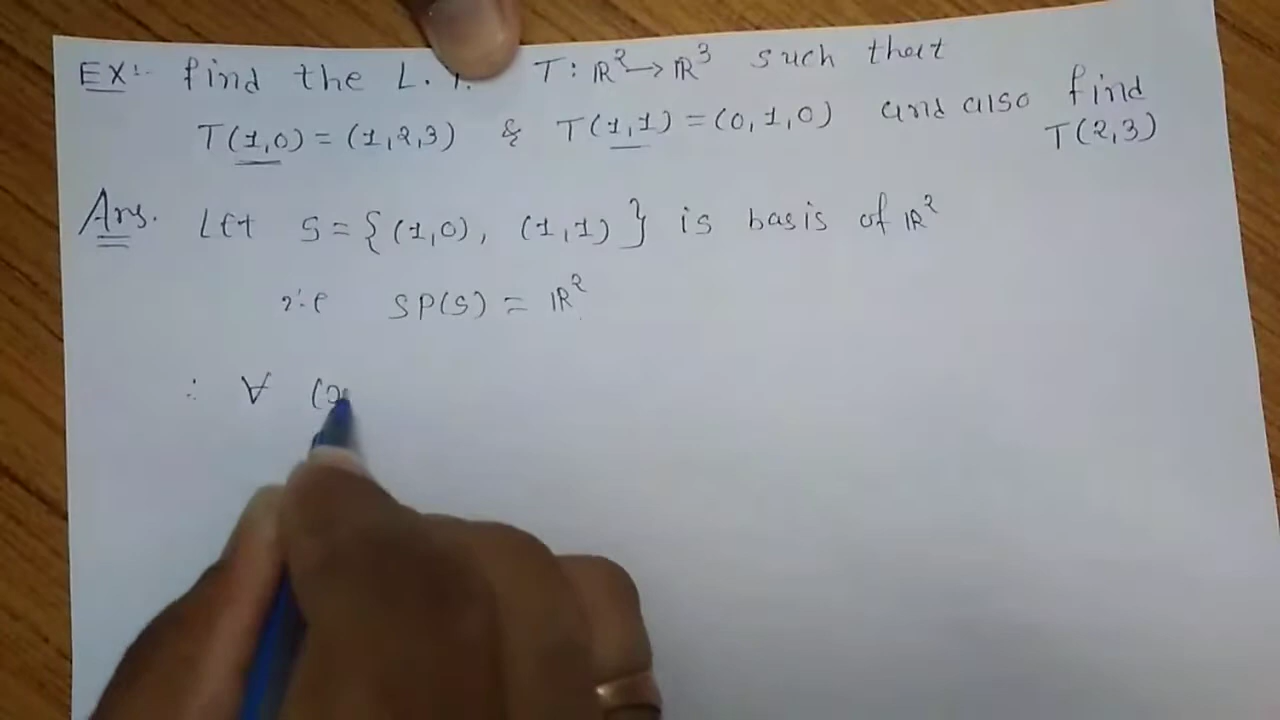 EX:- find the L.T. T: ℝ² → ℝ³ such that
T(1,0) = (1,2,3) & T(1,1) = (0,1,0) and also find T(2,3)
Ans. Let S = {(1,0), (1,1)} is basis of ℝ²
i.e SP(S) = ℝ²
∴ ∀ (